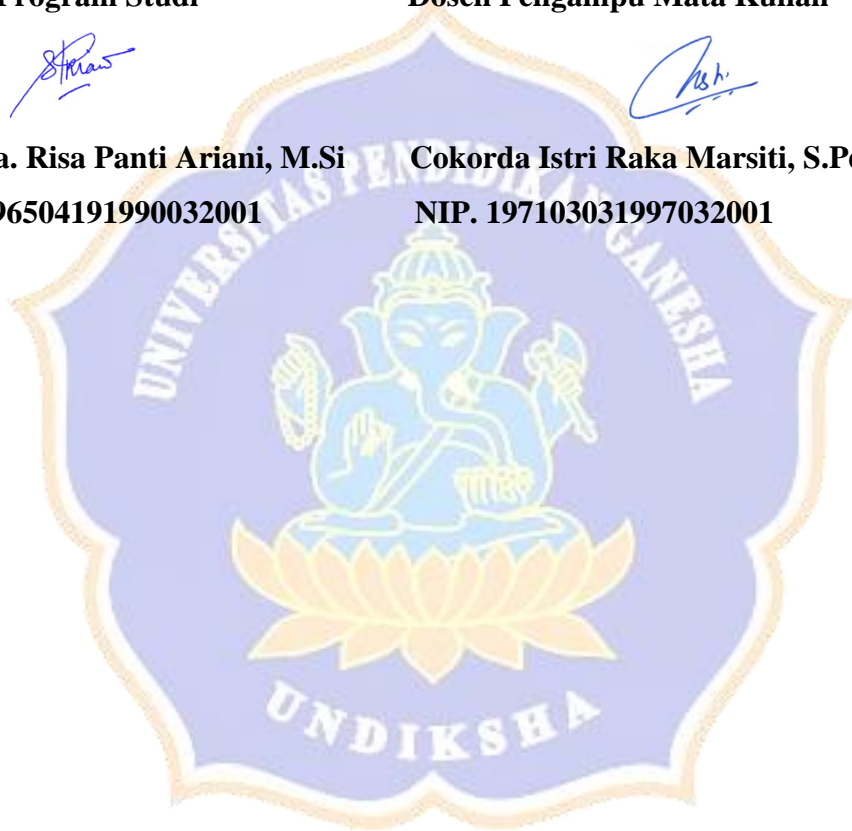 Program Studi Dosen Pengampu Mata Kuliah
a. Risa Panti Ariani, M.Si Cokorda Istri Raka Marsiti, S.Pd
96504191990032001 NIP. 197103031997032001
UNIVERSITAS PENDIDIKAN GANESHA
UNDIKSHA